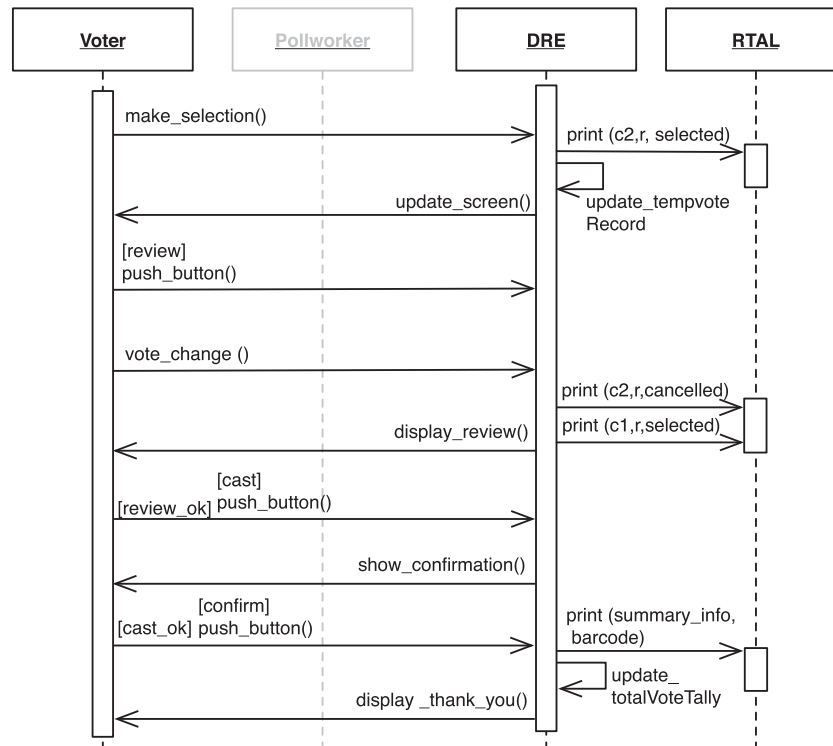 Voter
Pollworker
DRE
RTAL
make_selection()
print (c2,r, selected)
update_screen()
update_tempvote
Record
[review]
push_button()
vote_change ()
print (c2,r,cancelled)
display_review()
print (c1,r,selected)
[cast]
[review_ok] push_button()
show_confirmation()
[confirm]
[cast_ok] push_button()
print (summary_info,
barcode)
update_
totalVoteTally
display _thank_you()